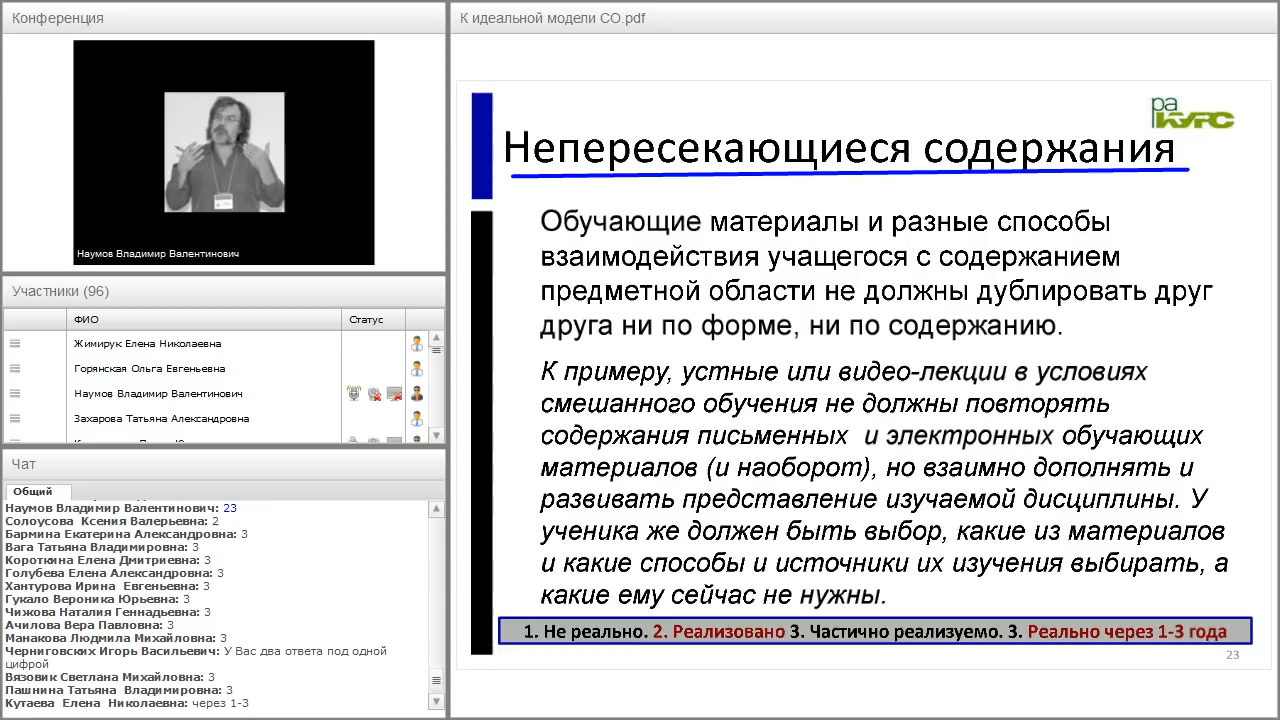 Конференция
Наумов Владимир Валентинович
Участники (96)
ФИО
Статус
Жимирук Елена Николаевна
Горянская Ольга Евгеньевна
Наумов Владимир Валентинович
Захарова Татьяна Александровна
Чат
Общий
Наумов Владимир Валентинович: 23
Солоусова Ксения Валерьевна: 2
Бармина Екатерина Александровна: 3
Вага Татьяна Владимировна: 3
Короткина Елена Дмитриевна: 3
Голубева Елена Александровна: 3
Хантурова Ирина Евгеньевна: 3
Гукало Вероника Юрьевна: 3
Чижова Наталия Геннадьевна: 3
Ачилова Вера Павловна: 3
Манакова Людмила Михайловна: 3
Черниговских Игорь Васильевич: У Вас два ответа под одной
цифрой
Вязовик Светлана Михайловна: 3
Пашнина Татьяна Владимировна: 3
Кутаева Елена Николаевна: через 1-3
К идеальной модели СО.pdf
ра
КУРС
Непересекающиеся содержания
Обучающие материалы и разные способы
взаимодействия учащегося с содержанием
предметной области не должны дублировать друг
друга ни по форме, ни по содержанию.
К примеру, устные или видео-лекции в условиях
смешанного обучения не должны повторять
содержания письменных и электронных обучающих
материалов (и наоборот), но взаимно дополнять и
развивать представление изучаемой дисциплины. У
ученика же должен быть выбор, какие из материалов
и какие способы и источники их изучения выбирать, а
какие ему сейчас не нужны.
1. Не реально. 2. Реализовано 3. Частично реализуемо. 3. Реально через 1-3 года
23